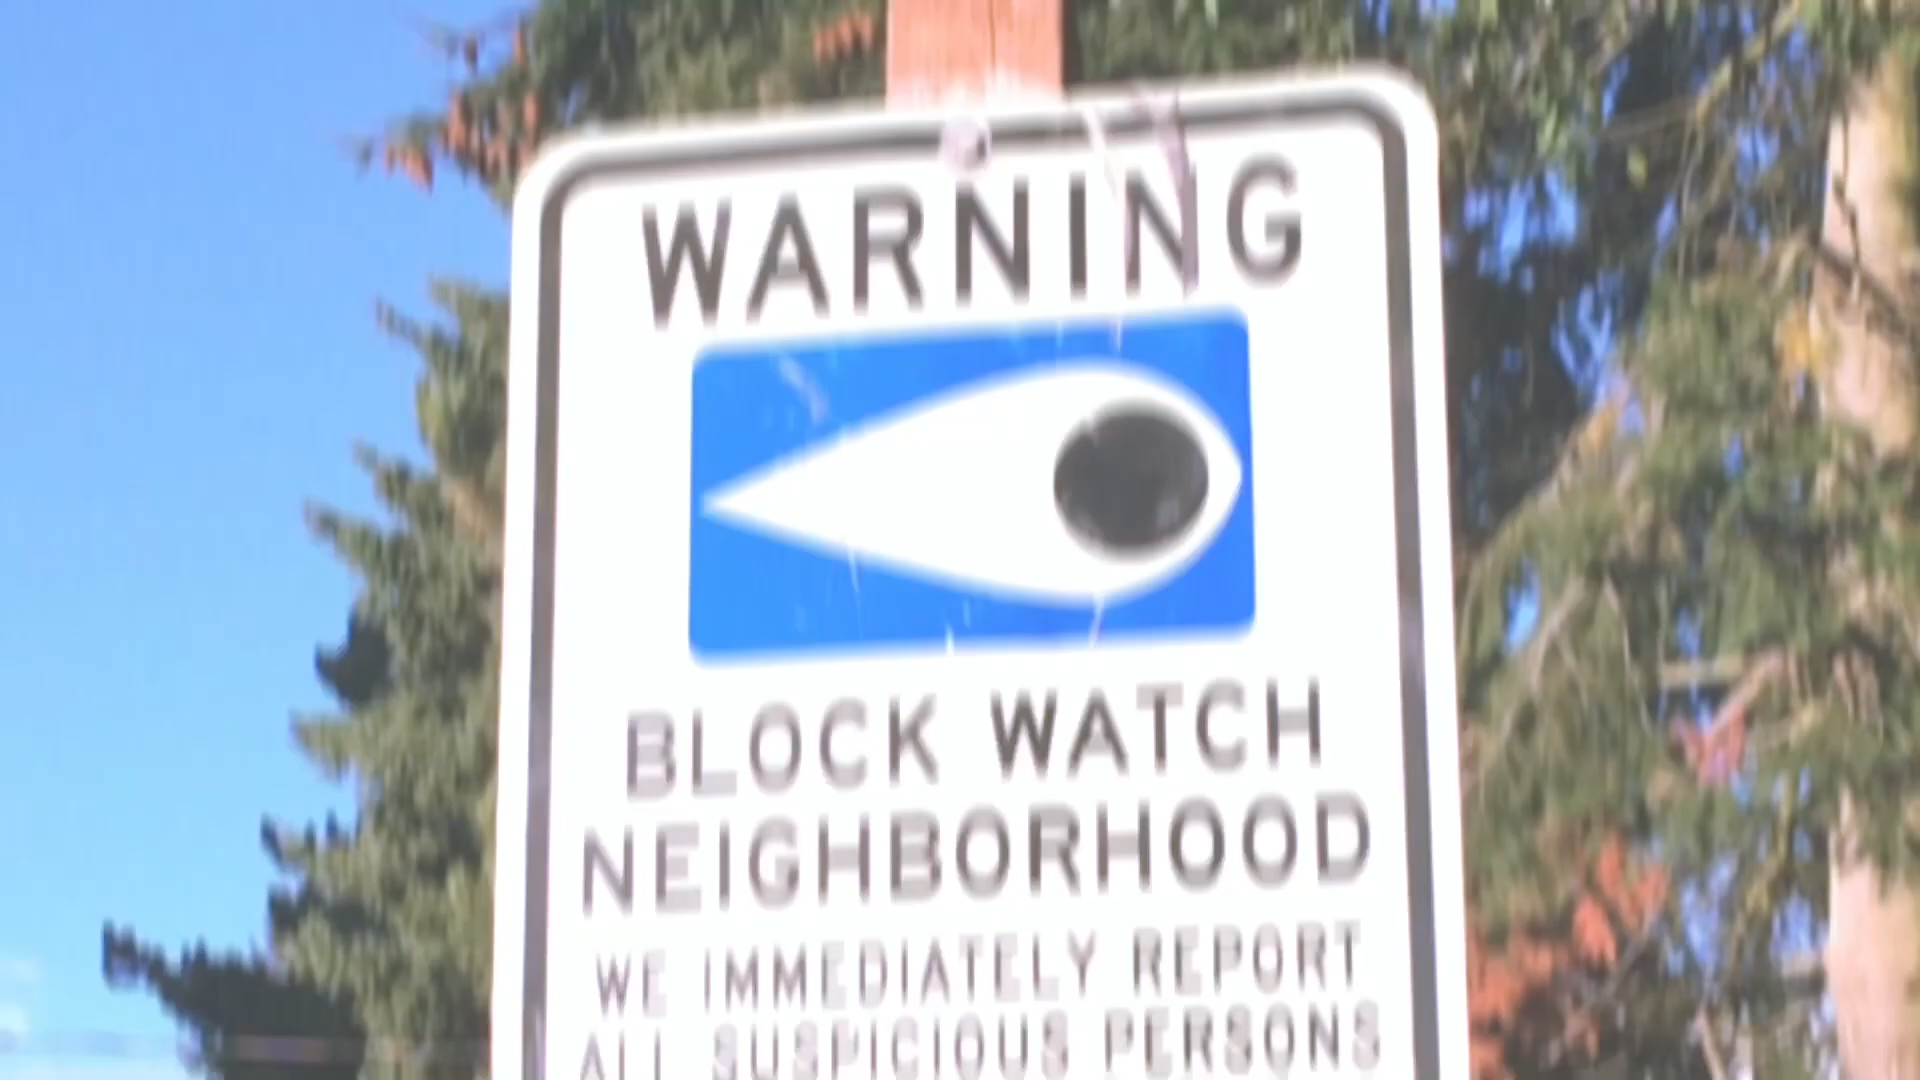 WARNING
BLOCK WATCH
NEIGHBORHOOD
WE IMMEDIATELY REPORT
ALL SUSPICIOUS PERSONS